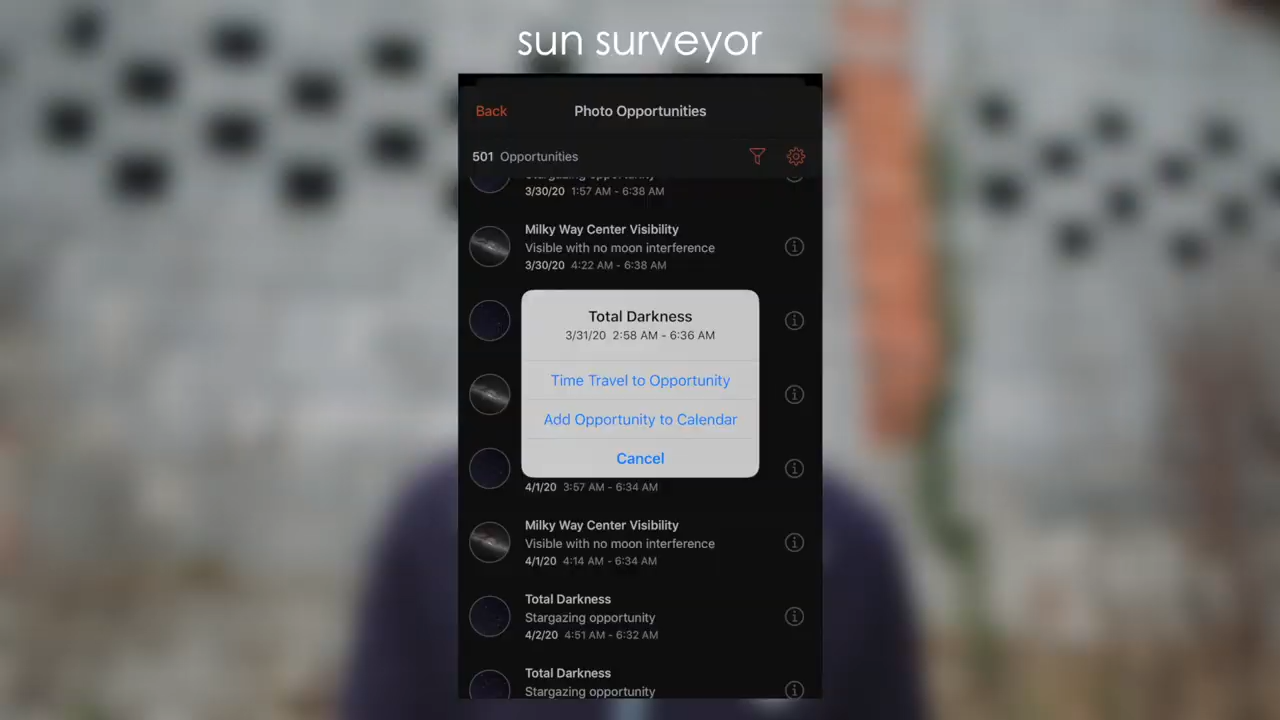 sun surveyor
Back
Photo Opportunities
501 Opportunities
Stargazing opportunity
3/30/20 1:57 AM - 6:38 AM
Milky Way Center Visibility
Visible with no moon interference
3/30/20 4:22 AM - 6:38 AM
Total Darkness
3/31/20 2:58 AM - 6:36 AM
Time Travel to Opportunity
Add Opportunity to Calendar
Cancel
4/1/20 3:57 AM - 6:34 AM
Milky Way Center Visibility
Visible with no moon interference
4/1/20 4:14 AM - 6:34 AM
Total Darkness
Stargazing opportunity
4/2/20 4:51 AM - 6:32 AM
Total Darkness
Stargazing opportunity